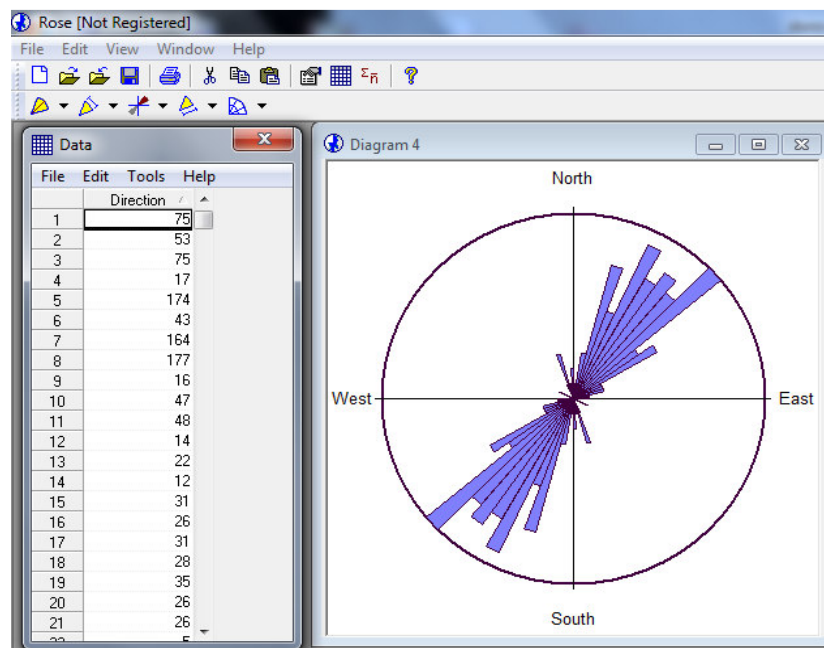 Rose [Not Registered]
File Edit View Window Help
Σn̄
Data
File Edit Tools Help
Direction
1 75
2 53
3 75
4 17
5 174
6 43
7 164
8 177
9 16
10 47
11 48
12 14
13 22
14 12
15 31
16 26
17 31
18 28
19 35
20 26
21 26
Diagram 4
North
West
East
South